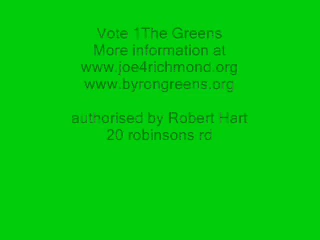 Vote 1The Greens
More information at
www.joe4richmond.org
www.byrongreens.org
authorised by Robert Hart
20 robinsons rd